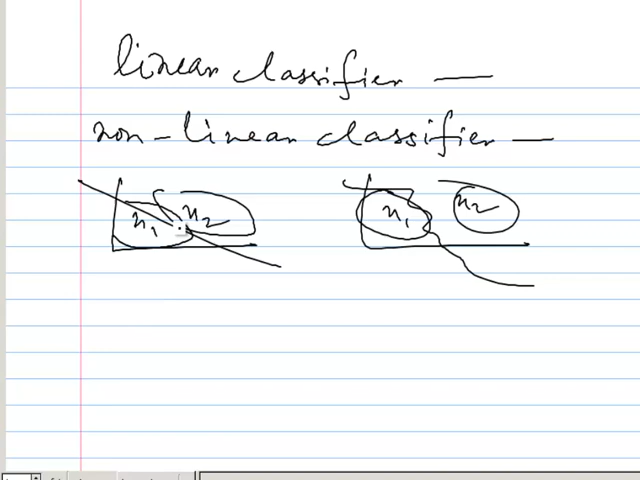 linear classifier —
non-linear classifier —
x₁ x₂ x₁ x₂